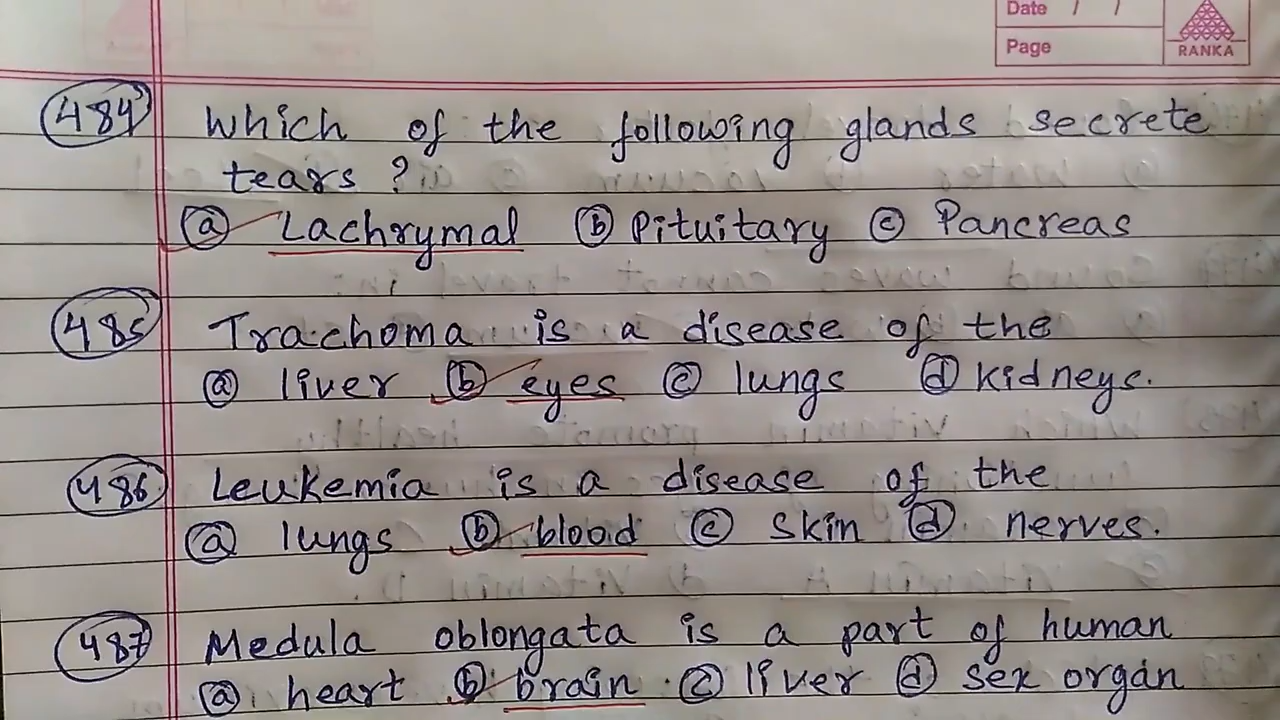 Date / /
Page
RANKA
484 Which of the following glands secrete
tears ?
a Lachrymal b Pituitary c Pancreas
485 Trachoma is a disease of the
a liver b eyes c lungs d kidneys.
486 Leukemia is a disease of the
a lungs b blood c skin d nerves.
487 Medula oblongata is a part of human
a heart b brain c liver d sex organ